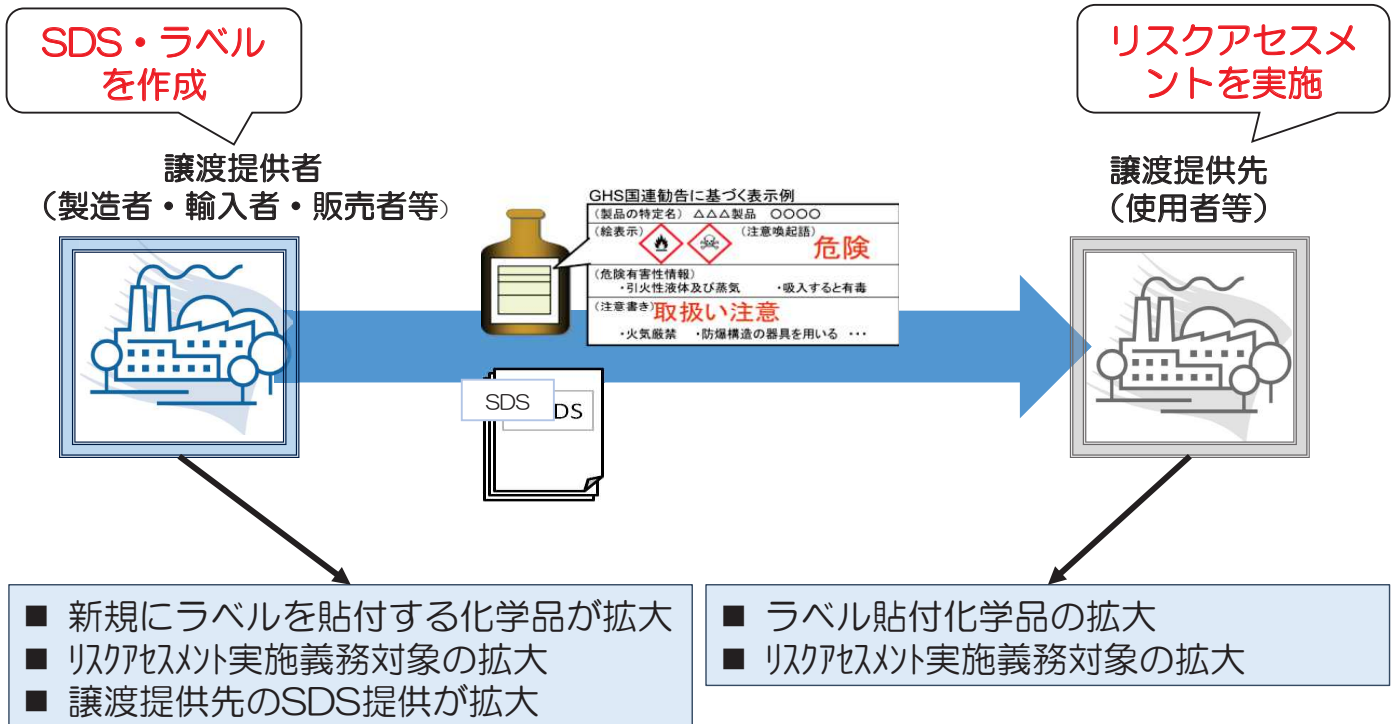 SDS・ラベル
を作成
リスクアセスメ
ントを実施
譲渡提供者
(製造者・輸入者・販売者等)
譲渡提供先
(使用者等)
GHS国連勧告に基づく表示例
(製品の特定名) △△△製品 ○○○○
(絵表示)
(注意喚起語)
危険
(危険有害性情報)
・引火性液体及び蒸気 ・吸入すると有毒
(注意書き)取扱い注意
・火気厳禁 ・防爆構造の器具を用いる ・・・
SDS
DS
■ 新規にラベルを貼付する化学品が拡大
■ リスクアセスメント実施義務対象の拡大
■ 譲渡提供先のSDS提供が拡大
■ ラベル貼付化学品の拡大
■ リスクアセスメント実施義務対象の拡大